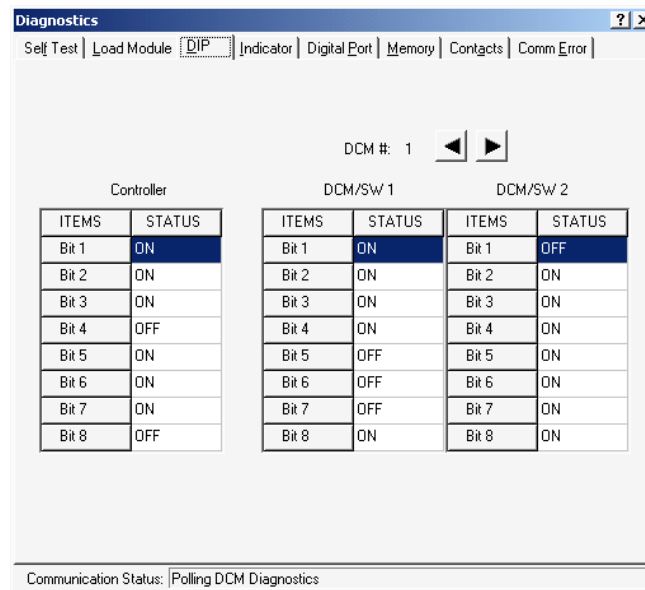 Diagnostics
Self Test Load Module DIP Indicator Digital Port Memory Contacts Comm Error
DCM #: 1
Controller DCM/SW 1 DCM/SW 2
ITEMS STATUS ITEMS STATUS ITEMS STATUS
Bit 1 ON Bit 1 ON Bit 1 OFF
Bit 2 ON Bit 2 ON Bit 2 ON
Bit 3 ON Bit 3 ON Bit 3 ON
Bit 4 OFF Bit 4 ON Bit 4 ON
Bit 5 ON Bit 5 OFF Bit 5 ON
Bit 6 ON Bit 6 OFF Bit 6 ON
Bit 7 ON Bit 7 OFF Bit 7 ON
Bit 8 OFF Bit 8 ON Bit 8 ON
Communication Status: Polling DCM Diagnostics